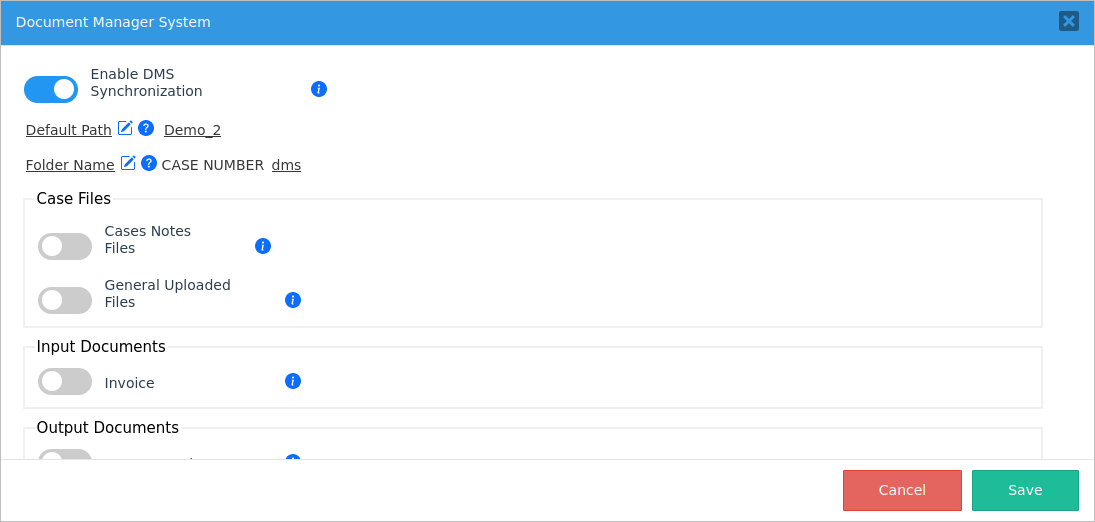 Document Manager System
Enable DMS
Synchronization
Default Path Demo_2
Folder Name CASE NUMBER dms
Case Files
Cases Notes
Files
General Uploaded
Files
Input Documents
Invoice
Output Documents
Cancel Save